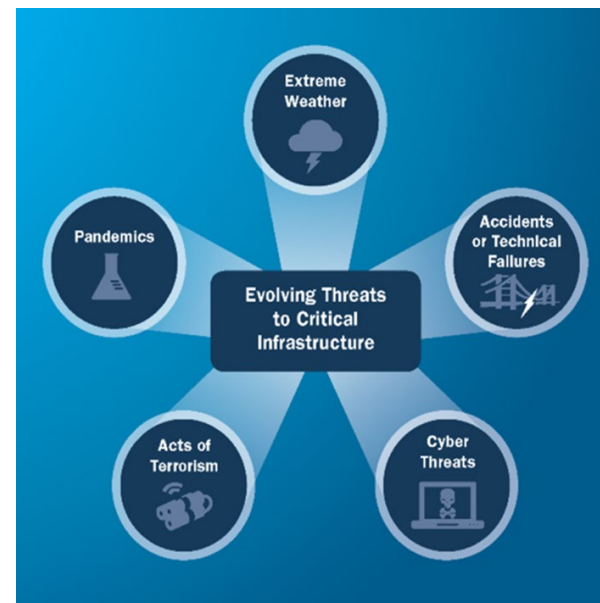 Extreme
Weather
Accidents
or Technical
Failures
Pandemics
Evolving Threats
to Critical
Infrastructure
Acts of
Terrorism
Cyber
Threats